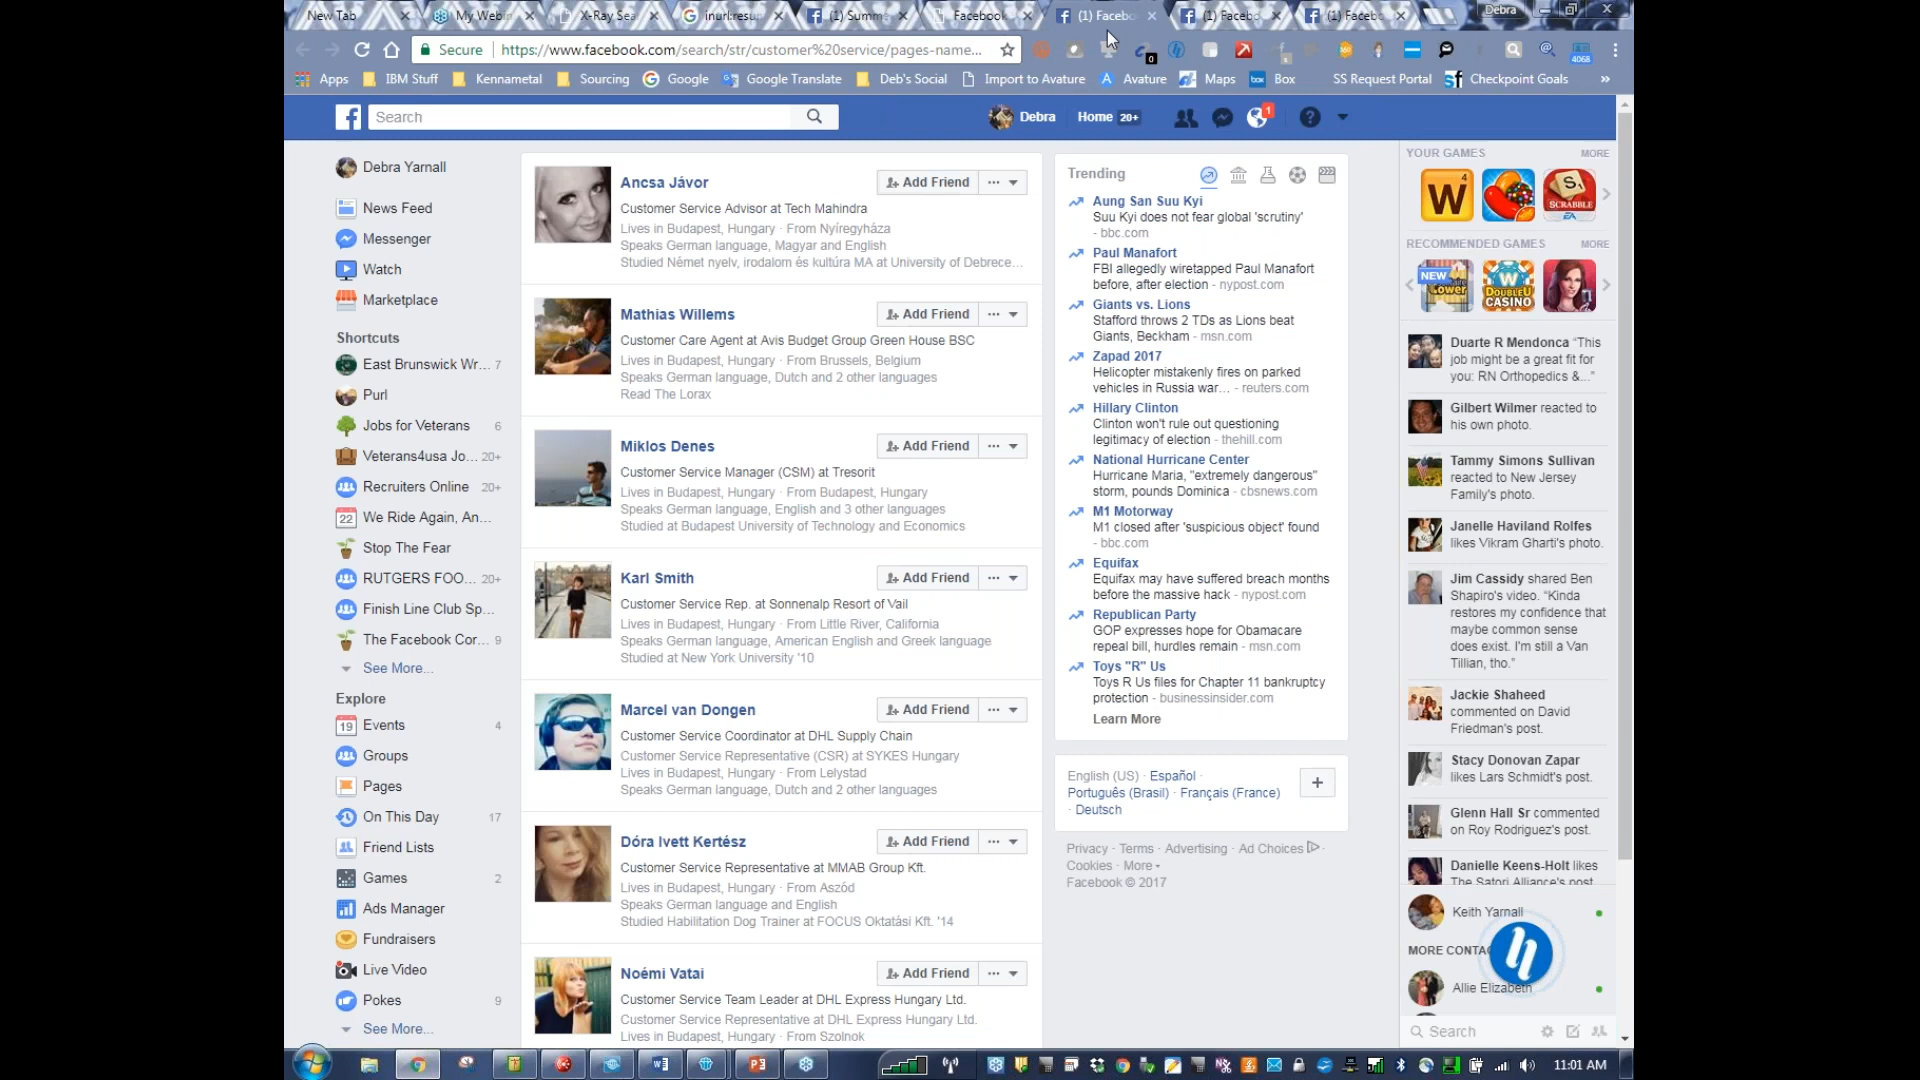 New Tab
My Webin
X-Ray Sea
inurl:resur
(1) Summe
Facebook
(1) Facebo
(1) Facebo
(1) Facebo
Debra
Secure https://www.facebook.com/search/str/customer%20service/pages-name...
0
4068
Apps IBM Stuff Kennametal Sourcing Google Google Translate Deb's Social Import to Avature Avature Maps Box SS Request Portal Checkpoint Goals »
Search
Debra Home 20+
1
Debra Yarnall
News Feed
Messenger
Watch
Marketplace
Shortcuts
East Brunswick Wr... 7
Purl
Jobs for Veterans 6
Veterans4usa Jo... 20+
Recruiters Online 20+
22 We Ride Again, An...
Stop The Fear
RUTGERS FOO... 20+
Finish Line Club Sp...
The Facebook Cor... 9
See More...
Explore
19 Events 4
Groups
Pages
On This Day 17
Friend Lists
Games 2
Ads Manager
Fundraisers
Live Video
Pokes 9
See More...
Ancsa Jávor Add Friend
Customer Service Advisor at Tech Mahindra
Lives in Budapest, Hungary · From Nyíregyháza
Speaks German language, Magyar and English
Studied Német nyelv, irodalom és kultúra MA at University of Debrece...
Mathias Willems Add Friend
Customer Care Agent at Avis Budget Group Green House BSC
Lives in Budapest, Hungary · From Brussels, Belgium
Speaks German language, Dutch and 2 other languages
Read The Lorax
Miklos Denes Add Friend
Customer Service Manager (CSM) at Tresorit
Lives in Budapest, Hungary · From Budapest, Hungary
Speaks German language, English and 3 other languages
Studied at Budapest University of Technology and Economics
Karl Smith Add Friend
Customer Service Rep. at Sonnenalp Resort of Vail
Lives in Budapest, Hungary · From Little River, California
Speaks German language, American English and Greek language
Studied at New York University '10
Marcel van Dongen Add Friend
Customer Service Coordinator at DHL Supply Chain
Customer Service Representative (CSR) at SYKES Hungary
Lives in Budapest, Hungary · From Lelystad
Speaks German language, Dutch and 2 other languages
Dóra Ivett Kertész Add Friend
Customer Service Representative at MMAB Group Kft.
Lives in Budapest, Hungary · From Aszód
Speaks German language and English
Studied Habilitation Dog Trainer at FOCUS Oktatási Kft. '14
Noémi Vatai Add Friend
Customer Service Team Leader at DHL Express Hungary Ltd.
Customer Service Representative at DHL Express Hungary Ltd.
Lives in Budapest, Hungary · From Szolnok
Trending
Aung San Suu Kyi
Suu Kyi does not fear global 'scrutiny'
- bbc.com
Paul Manafort
FBI allegedly wiretapped Paul Manafort
before, after election - nypost.com
Giants vs. Lions
Stafford throws 2 TDs as Lions beat
Giants, Beckham - msn.com
Zapad 2017
Helicopter mistakenly fires on parked
vehicles in Russia war... - reuters.com
Hillary Clinton
Clinton won't rule out questioning
legitimacy of election - thehill.com
National Hurricane Center
Hurricane Maria, "extremely dangerous"
storm, pounds Dominica - cbsnews.com
M1 Motorway
M1 closed after 'suspicious object' found
- bbc.com
Equifax
Equifax may have suffered breach months
before the massive hack - nypost.com
Republican Party
GOP expresses hope for Obamacare
repeal bill, hurdles remain - msn.com
Toys "R" Us
Toys R Us files for Chapter 11 bankruptcy
protection - businessinsider.com
Learn More
English (US) · Español ·
Português (Brasil) · Français (France)
· Deutsch
Privacy · Terms · Advertising · Ad Choices ·
Cookies · More
Facebook © 2017
YOUR GAMES MORE
W 4
S1
SCRABBLE
EA
RECOMMENDED GAMES MORE
NEW
Tower
W
DOUBLEU
CASINO
Duarte R Mendonca “This
job might be a great fit for
you: RN Orthopedics &...”
Gilbert Wilmer reacted to
his own photo.
Tammy Simons Sullivan
reacted to New Jersey
Family's photo.
Janelle Haviland Rolfes
likes Vikram Gharti's photo.
Jim Cassidy shared Ben
Shapiro's video. “Kinda
restores my confidence that
maybe common sense
does exist. I'm still a Van
Tillian, tho.”
Jackie Shaheed
commented on David
Friedman's post.
Stacy Donovan Zapar
likes Lars Schmidt's post.
Glenn Hall Sr commented
on Roy Rodriguez's post.
Danielle Keens-Holt likes
The Satori Alliance's post
Keith Yarnall
MORE CONTA
Allie Elizabeth
Search
11:01 AM